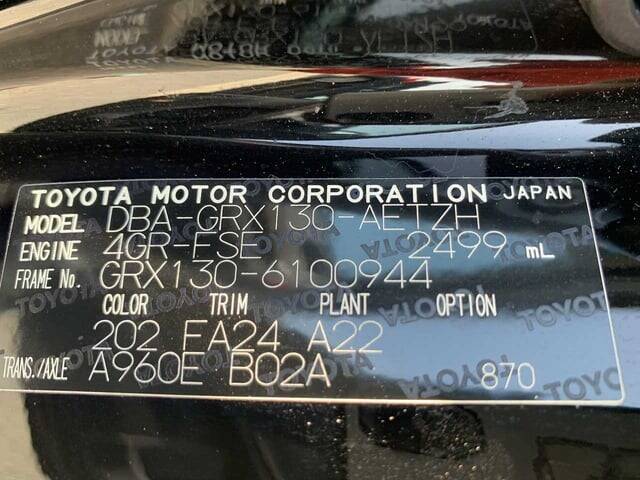 TOYOTA MOTOR CORPORATION JAPAN
MODEL DBA-GRX130-AETZH
ENGINE 4GR-FSE 2499 mL
FRAME No. GRX130-6100944
COLOR TRIM PLANT OPTION
202 FA24 A22
TRANS./AXLE A960E B02A 870